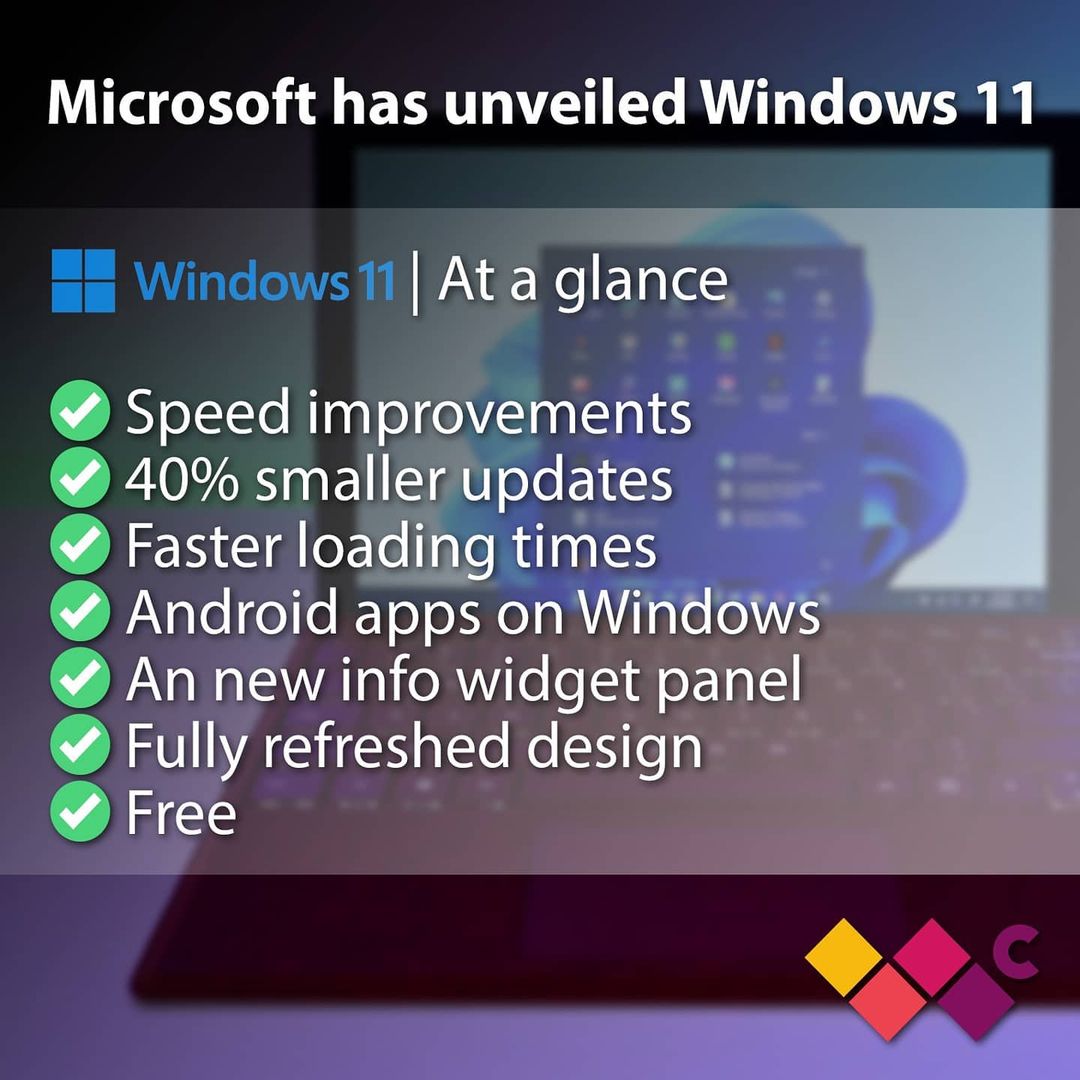 Microsoft has unveiled Windows 11
Windows 11 | At a glance
Speed improvements
40% smaller updates
Faster loading times
Android apps on Windows
An new info widget panel
Fully refreshed design
Free
C